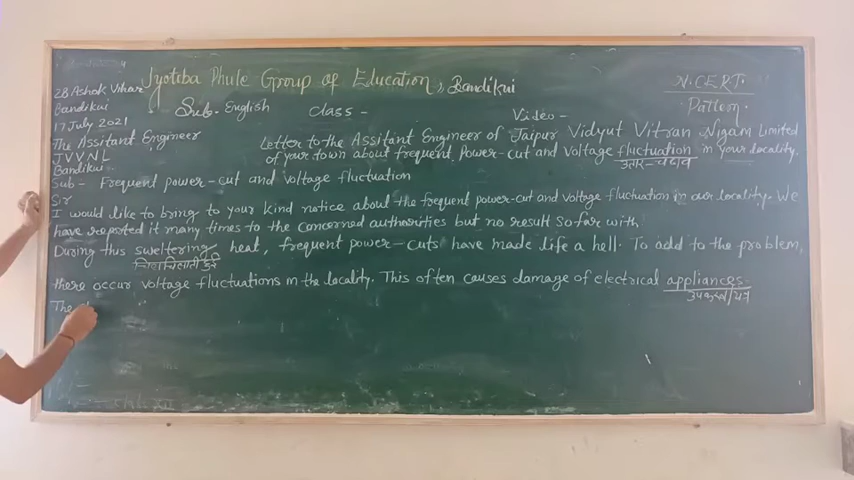 Jyoteba Phule Group of Education, Bandikui
N.C.E.R.T.
Pattern
Sub. English
Class -
Video -
28 Ashok Vihar
Bandikui
17 July 2021
The Assitant Engineer
J V V N L
Bandikui
Letter to the Assitant Engineer of Jaipur Vidyut Vitran Nigam Limited
of your town about frequent Power-cut and Voltage fluctuation in your locality.
उतार-चढाव
Sub- Frequent power-cut and voltage fluctuation
Sir
I would like to bring to your kind notice about the frequent power-cut and voltage fluctuation in our locality. We
have reported it many times to the concerned authorities but no result so far with
During this sweltering heat, frequent power-cuts have made life a hell. To add to the problem,
there occur voltage fluctuations in the locality. This often causes damage of electrical appliances.
The